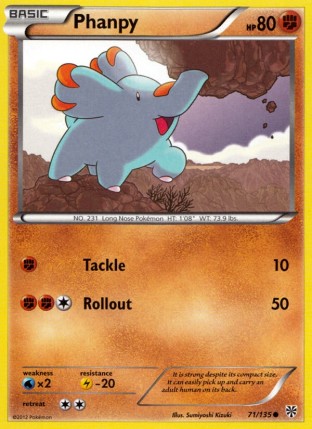 BASIC
Phanpy
HP80
NO. 231 Long Nose Pokémon HT: 1'08" WT: 73.9 lbs.
Tackle 10
Rollout 50
weakness
×2
resistance
-20
retreat
It is strong despite its compact size.
It can easily pick up and carry an
adult human on its back.
©2012 Pokémon
Illus. Sumiyoshi Kizuki
71/135